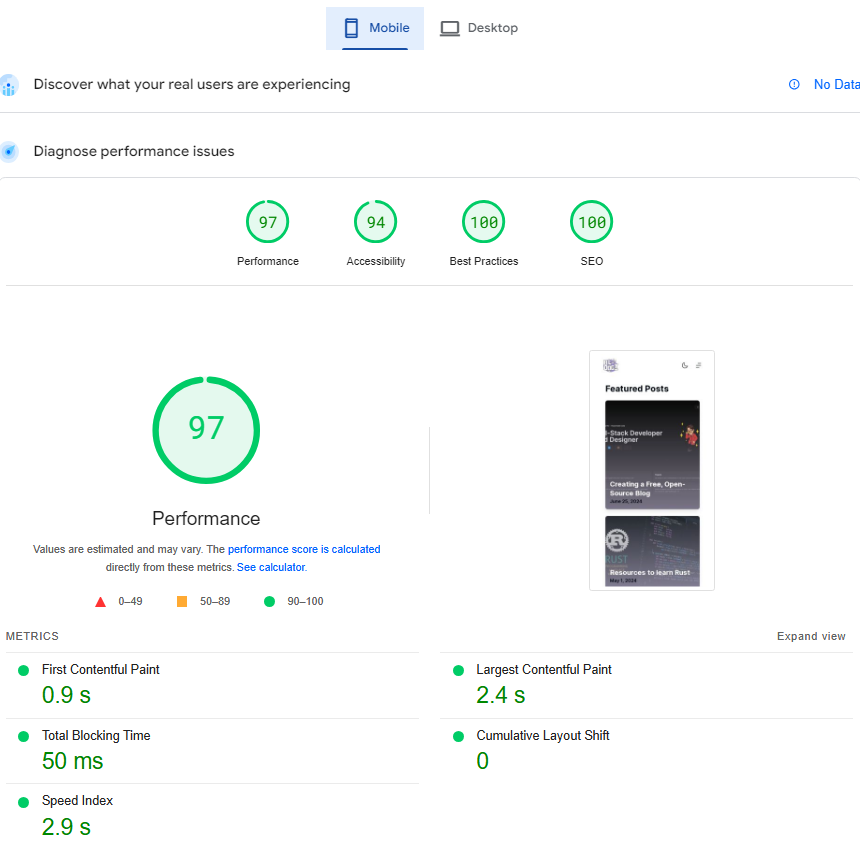 Mobile
Desktop
Discover what your real users are experiencing
No Data
Diagnose performance issues
97
94
100
100
Performance
Accessibility
Best Practices
SEO
97
Performance
Values are estimated and may vary. The performance score is calculated
directly from these metrics. See calculator.
0–49
50–89
90–100
Featured Posts
l-Stack Developer
d Designer
Creating a Free, Open-
Source Blog
June 25, 2024
RUST
Resources to learn Rust
May 1, 2024
METRICS
Expand view
First Contentful Paint
0.9 s
Largest Contentful Paint
2.4 s
Total Blocking Time
50 ms
Cumulative Layout Shift
0
Speed Index
2.9 s